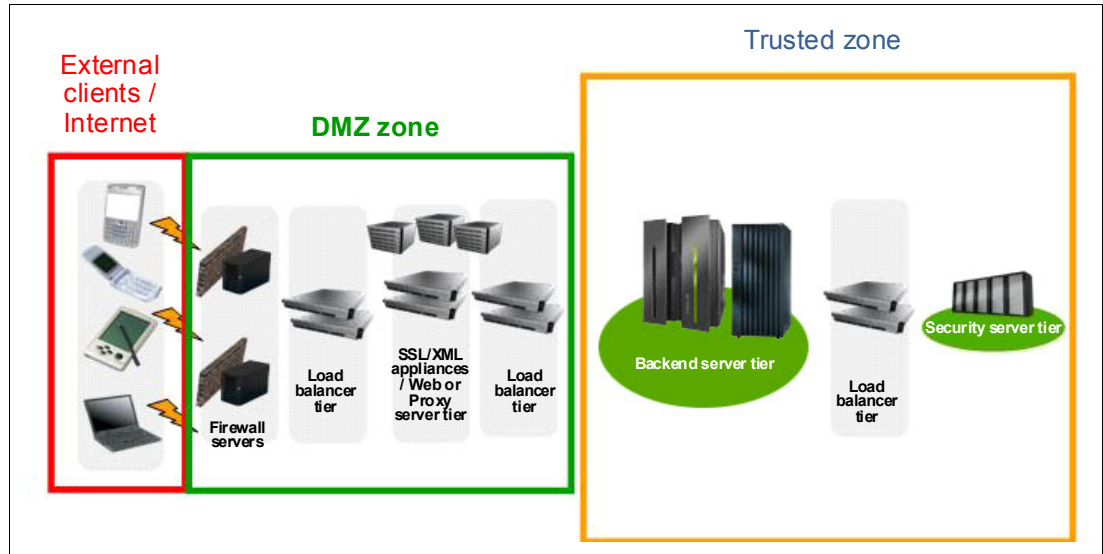 External
clients /
Internet
DMZ zone
Trusted zone
Firewall
servers
Load
balancer
tier
SSL/XML
appliances
/ Web or
Proxy
server tier
Load
balancer
tier
Backend server tier
Load
balancer
tier
Security server tier